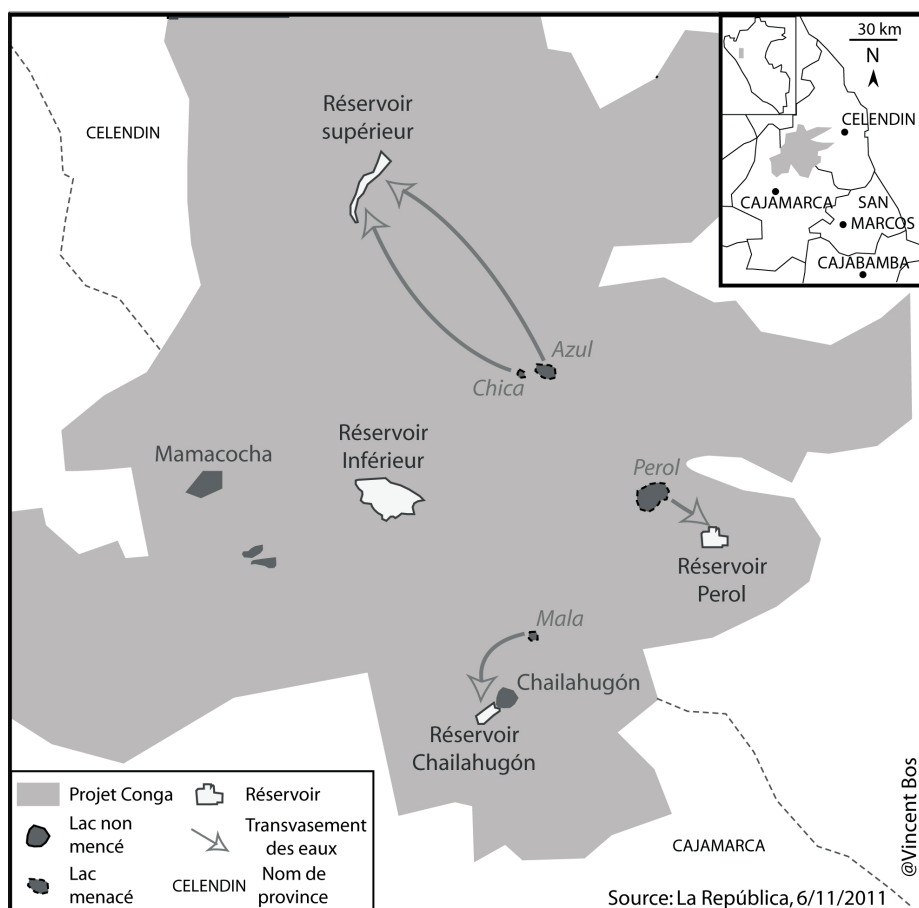 30 km
N
CELENDIN
CAJAMARCA
SAN
MARCOS
CAJABAMBA
CELENDIN
Réservoir
supérieur
Azul
Chica
Réservoir
Inférieur
Mamacocha
Perol
Réservoir
Perol
Mala
Chailahugón
Réservoir
Chailahugón
Projet Conga
Réservoir
Lac non
mencé
Transvasement
des eaux
Lac
menacé
CELENDIN
Nom de
province
CAJAMARCA
@Vincent Bos
Source: La República, 6/11/2011